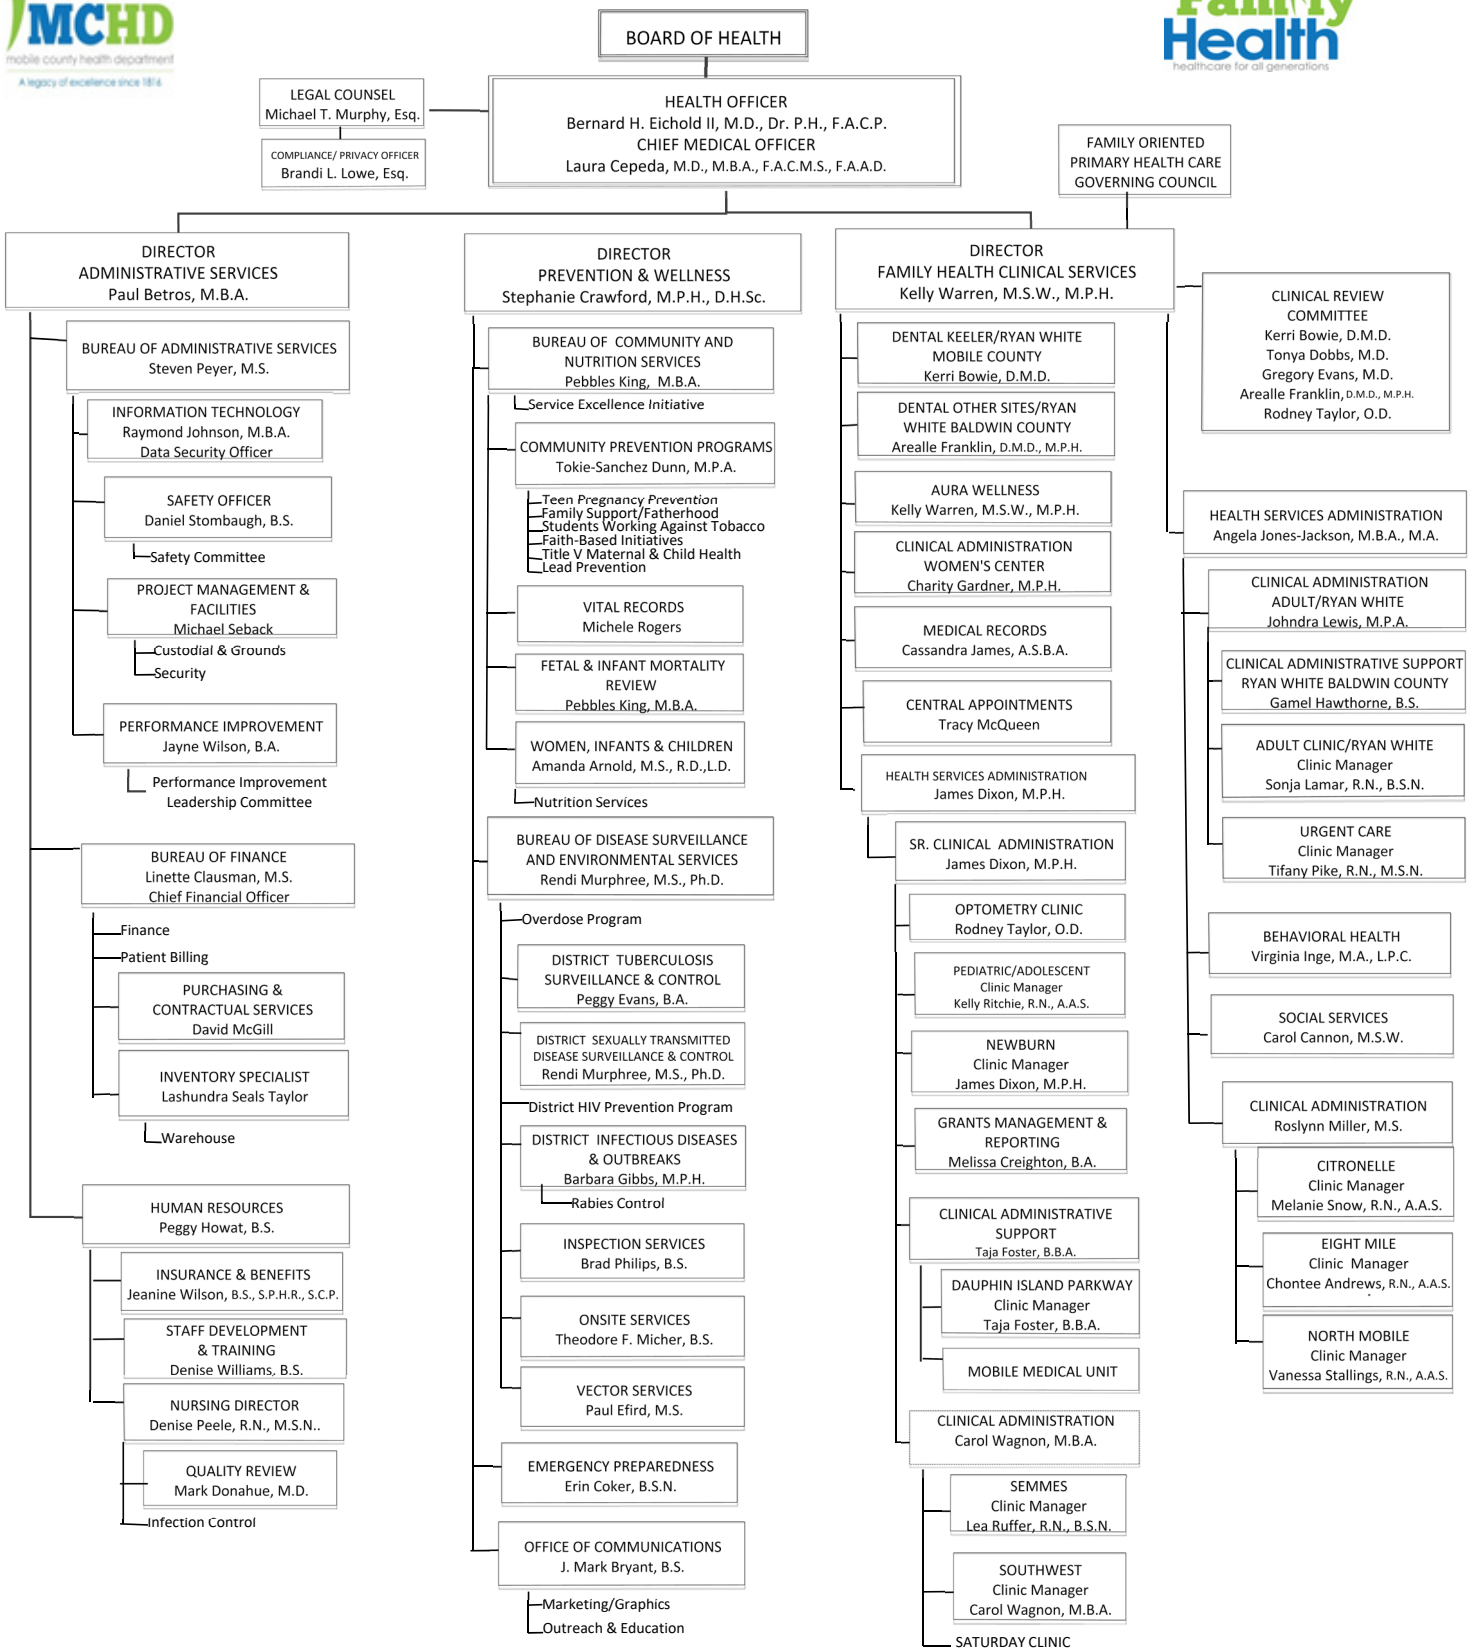 MCHD
mobile county health department
A legacy of excellence since 1816
Family
Health
healthcare for all generations
BOARD OF HEALTH
LEGAL COUNSEL
Michael T. Murphy, Esq.
COMPLIANCE/ PRIVACY OFFICER
Brandi L. Lowe, Esq.
HEALTH OFFICER
Bernard H. Eichold II, M.D., Dr. P.H., F.A.C.P.
CHIEF MEDICAL OFFICER
Laura Cepeda, M.D., M.B.A., F.A.C.M.S., F.A.A.D.
FAMILY ORIENTED
PRIMARY HEALTH CARE
GOVERNING COUNCIL
DIRECTOR
ADMINISTRATIVE SERVICES
Paul Betros, M.B.A.
BUREAU OF ADMINISTRATIVE SERVICES
Steven Peyer, M.S.
INFORMATION TECHNOLOGY
Raymond Johnson, M.B.A.
Data Security Officer
SAFETY OFFICER
Daniel Stombaugh, B.S.
Safety Committee
PROJECT MANAGEMENT &
FACILITIES
Michael Seback
Custodial & Grounds
Security
PERFORMANCE IMPROVEMENT
Jayne Wilson, B.A.
Performance Improvement
Leadership Committee
BUREAU OF FINANCE
Linette Clausman, M.S.
Chief Financial Officer
Finance
Patient Billing
PURCHASING &
CONTRACTUAL SERVICES
David McGill
INVENTORY SPECIALIST
Lashundra Seals Taylor
Warehouse
HUMAN RESOURCES
Peggy Howat, B.S.
INSURANCE & BENEFITS
Jeanine Wilson, B.S., S.P.H.R., S.C.P.
STAFF DEVELOPMENT
& TRAINING
Denise Williams, B.S.
NURSING DIRECTOR
Denise Peele, R.N., M.S.N..
QUALITY REVIEW
Mark Donahue, M.D.
Infection Control
DIRECTOR
PREVENTION & WELLNESS
Stephanie Crawford, M.P.H., D.H.Sc.
BUREAU OF COMMUNITY AND
NUTRITION SERVICES
Pebbles King, M.B.A.
Service Excellence Initiative
COMMUNITY PREVENTION PROGRAMS
Tokie-Sanchez Dunn, M.P.A.
Teen Pregnancy Prevention
Family Support/Fatherhood
Students Working Against Tobacco
Faith-Based Initiatives
Title V Maternal & Child Health
Lead Prevention
VITAL RECORDS
Michele Rogers
FETAL & INFANT MORTALITY
REVIEW
Pebbles King, M.B.A.
WOMEN, INFANTS & CHILDREN
Amanda Arnold, M.S., R.D.,L.D.
Nutrition Services
BUREAU OF DISEASE SURVEILLANCE
AND ENVIRONMENTAL SERVICES
Rendi Murphree, M.S., Ph.D.
Overdose Program
DISTRICT TUBERCULOSIS
SURVEILLANCE & CONTROL
Peggy Evans, B.A.
DISTRICT SEXUALLY TRANSMITTED
DISEASE SURVEILLANCE & CONTROL
Rendi Murphree, M.S., Ph.D.
District HIV Prevention Program
DISTRICT INFECTIOUS DISEASES
& OUTBREAKS
Barbara Gibbs, M.P.H.
Rabies Control
INSPECTION SERVICES
Brad Philips, B.S.
ONSITE SERVICES
Theodore F. Micher, B.S.
VECTOR SERVICES
Paul Efird, M.S.
EMERGENCY PREPAREDNESS
Erin Coker, B.S.N.
OFFICE OF COMMUNICATIONS
J. Mark Bryant, B.S.
Marketing/Graphics
Outreach & Education
DIRECTOR
FAMILY HEALTH CLINICAL SERVICES
Kelly Warren, M.S.W., M.P.H.
DENTAL KEELER/RYAN WHITE
MOBILE COUNTY
Kerri Bowie, D.M.D.
DENTAL OTHER SITES/RYAN
WHITE BALDWIN COUNTY
Arealle Franklin, D.M.D., M.P.H.
AURA WELLNESS
Kelly Warren, M.S.W., M.P.H.
CLINICAL ADMINISTRATION
WOMEN'S CENTER
Charity Gardner, M.P.H.
MEDICAL RECORDS
Cassandra James, A.S.B.A.
CENTRAL APPOINTMENTS
Tracy McQueen
HEALTH SERVICES ADMINISTRATION
James Dixon, M.P.H.
SR. CLINICAL ADMINISTRATION
James Dixon, M.P.H.
OPTOMETRY CLINIC
Rodney Taylor, O.D.
PEDIATRIC/ADOLESCENT
Clinic Manager
Kelly Ritchie, R.N., A.A.S.
NEWBURN
Clinic Manager
James Dixon, M.P.H.
GRANTS MANAGEMENT &
REPORTING
Melissa Creighton, B.A.
CLINICAL ADMINISTRATIVE
SUPPORT
Taja Foster, B.B.A.
DAUPHIN ISLAND PARKWAY
Clinic Manager
Taja Foster, B.B.A.
MOBILE MEDICAL UNIT
CLINICAL ADMINISTRATION
Carol Wagnon, M.B.A.
SEMMES
Clinic Manager
Lea Ruffer, R.N., B.S.N.
SOUTHWEST
Clinic Manager
Carol Wagnon, M.B.A.
SATURDAY CLINIC
CLINICAL REVIEW
COMMITTEE
Kerri Bowie, D.M.D.
Tonya Dobbs, M.D.
Gregory Evans, M.D.
Arealle Franklin, D.M.D., M.P.H.
Rodney Taylor, O.D.
HEALTH SERVICES ADMINISTRATION
Angela Jones-Jackson, M.B.A., M.A.
CLINICAL ADMINISTRATION
ADULT/RYAN WHITE
Johndra Lewis, M.P.A.
CLINICAL ADMINISTRATIVE SUPPORT
RYAN WHITE BALDWIN COUNTY
Gamel Hawthorne, B.S.
ADULT CLINIC/RYAN WHITE
Clinic Manager
Sonja Lamar, R.N., B.S.N.
URGENT CARE
Clinic Manager
Tifany Pike, R.N., M.S.N.
BEHAVIORAL HEALTH
Virginia Inge, M.A., L.P.C.
SOCIAL SERVICES
Carol Cannon, M.S.W.
CLINICAL ADMINISTRATION
Roslynn Miller, M.S.
CITRONELLE
Clinic Manager
Melanie Snow, R.N., A.A.S.
EIGHT MILE
Clinic Manager
Chontee Andrews, R.N., A.A.S.
NORTH MOBILE
Clinic Manager
Vanessa Stallings, R.N., A.A.S.